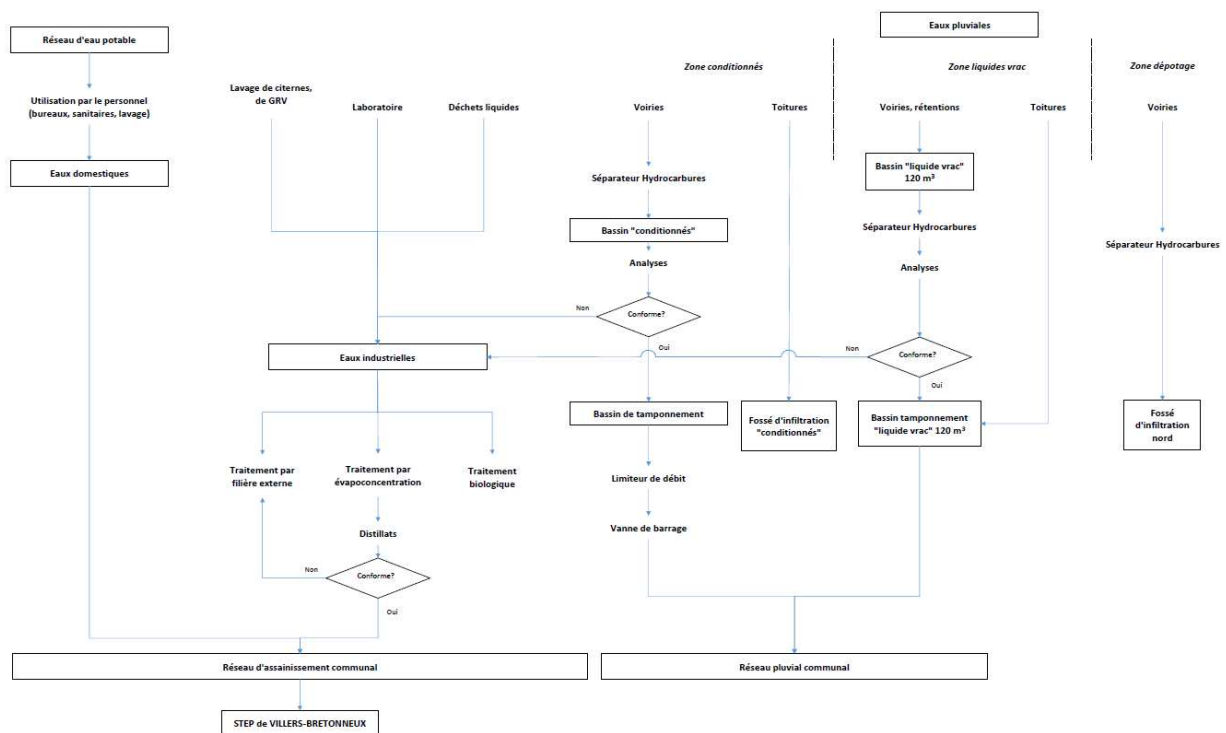 Eaux pluviales
Réseau d'eau potable
Zone conditionnés
Zone liquides vrac
Zone dépotage
Utilisation par le personnel
(bureaux, sanitaires, lavage)
Lavage de citernes,
de GRV
Laboratoire
Déchets liquides
Voiries
Toitures
Voiries, rétentions
Toitures
Voiries
Eaux domestiques
Bassin "liquide vrac"
120 m³
Séparateur Hydrocarbures
Bassin "conditionnés"
Séparateur Hydrocarbures
Séparateur Hydrocarbures
Analyses
Analyses
Non
Conforme?
Oui
Eaux industrielles
Non
Conforme?
Oui
Bassin de tamponnement
Fossé d'infiltration
"conditionnés"
Bassin tamponnement
"liquide vrac" 120 m³
Fossé
d'infiltration
nord
Traitement par
filière externe
Traitement par
évapoconcentration
Traitement
biologique
Limiteur de débit
Vanne de barrage
Distillats
Non
Conforme?
Oui
Réseau d'assainissement communal
Réseau pluvial communal
STEP de VILLERS-BRETONNEUX